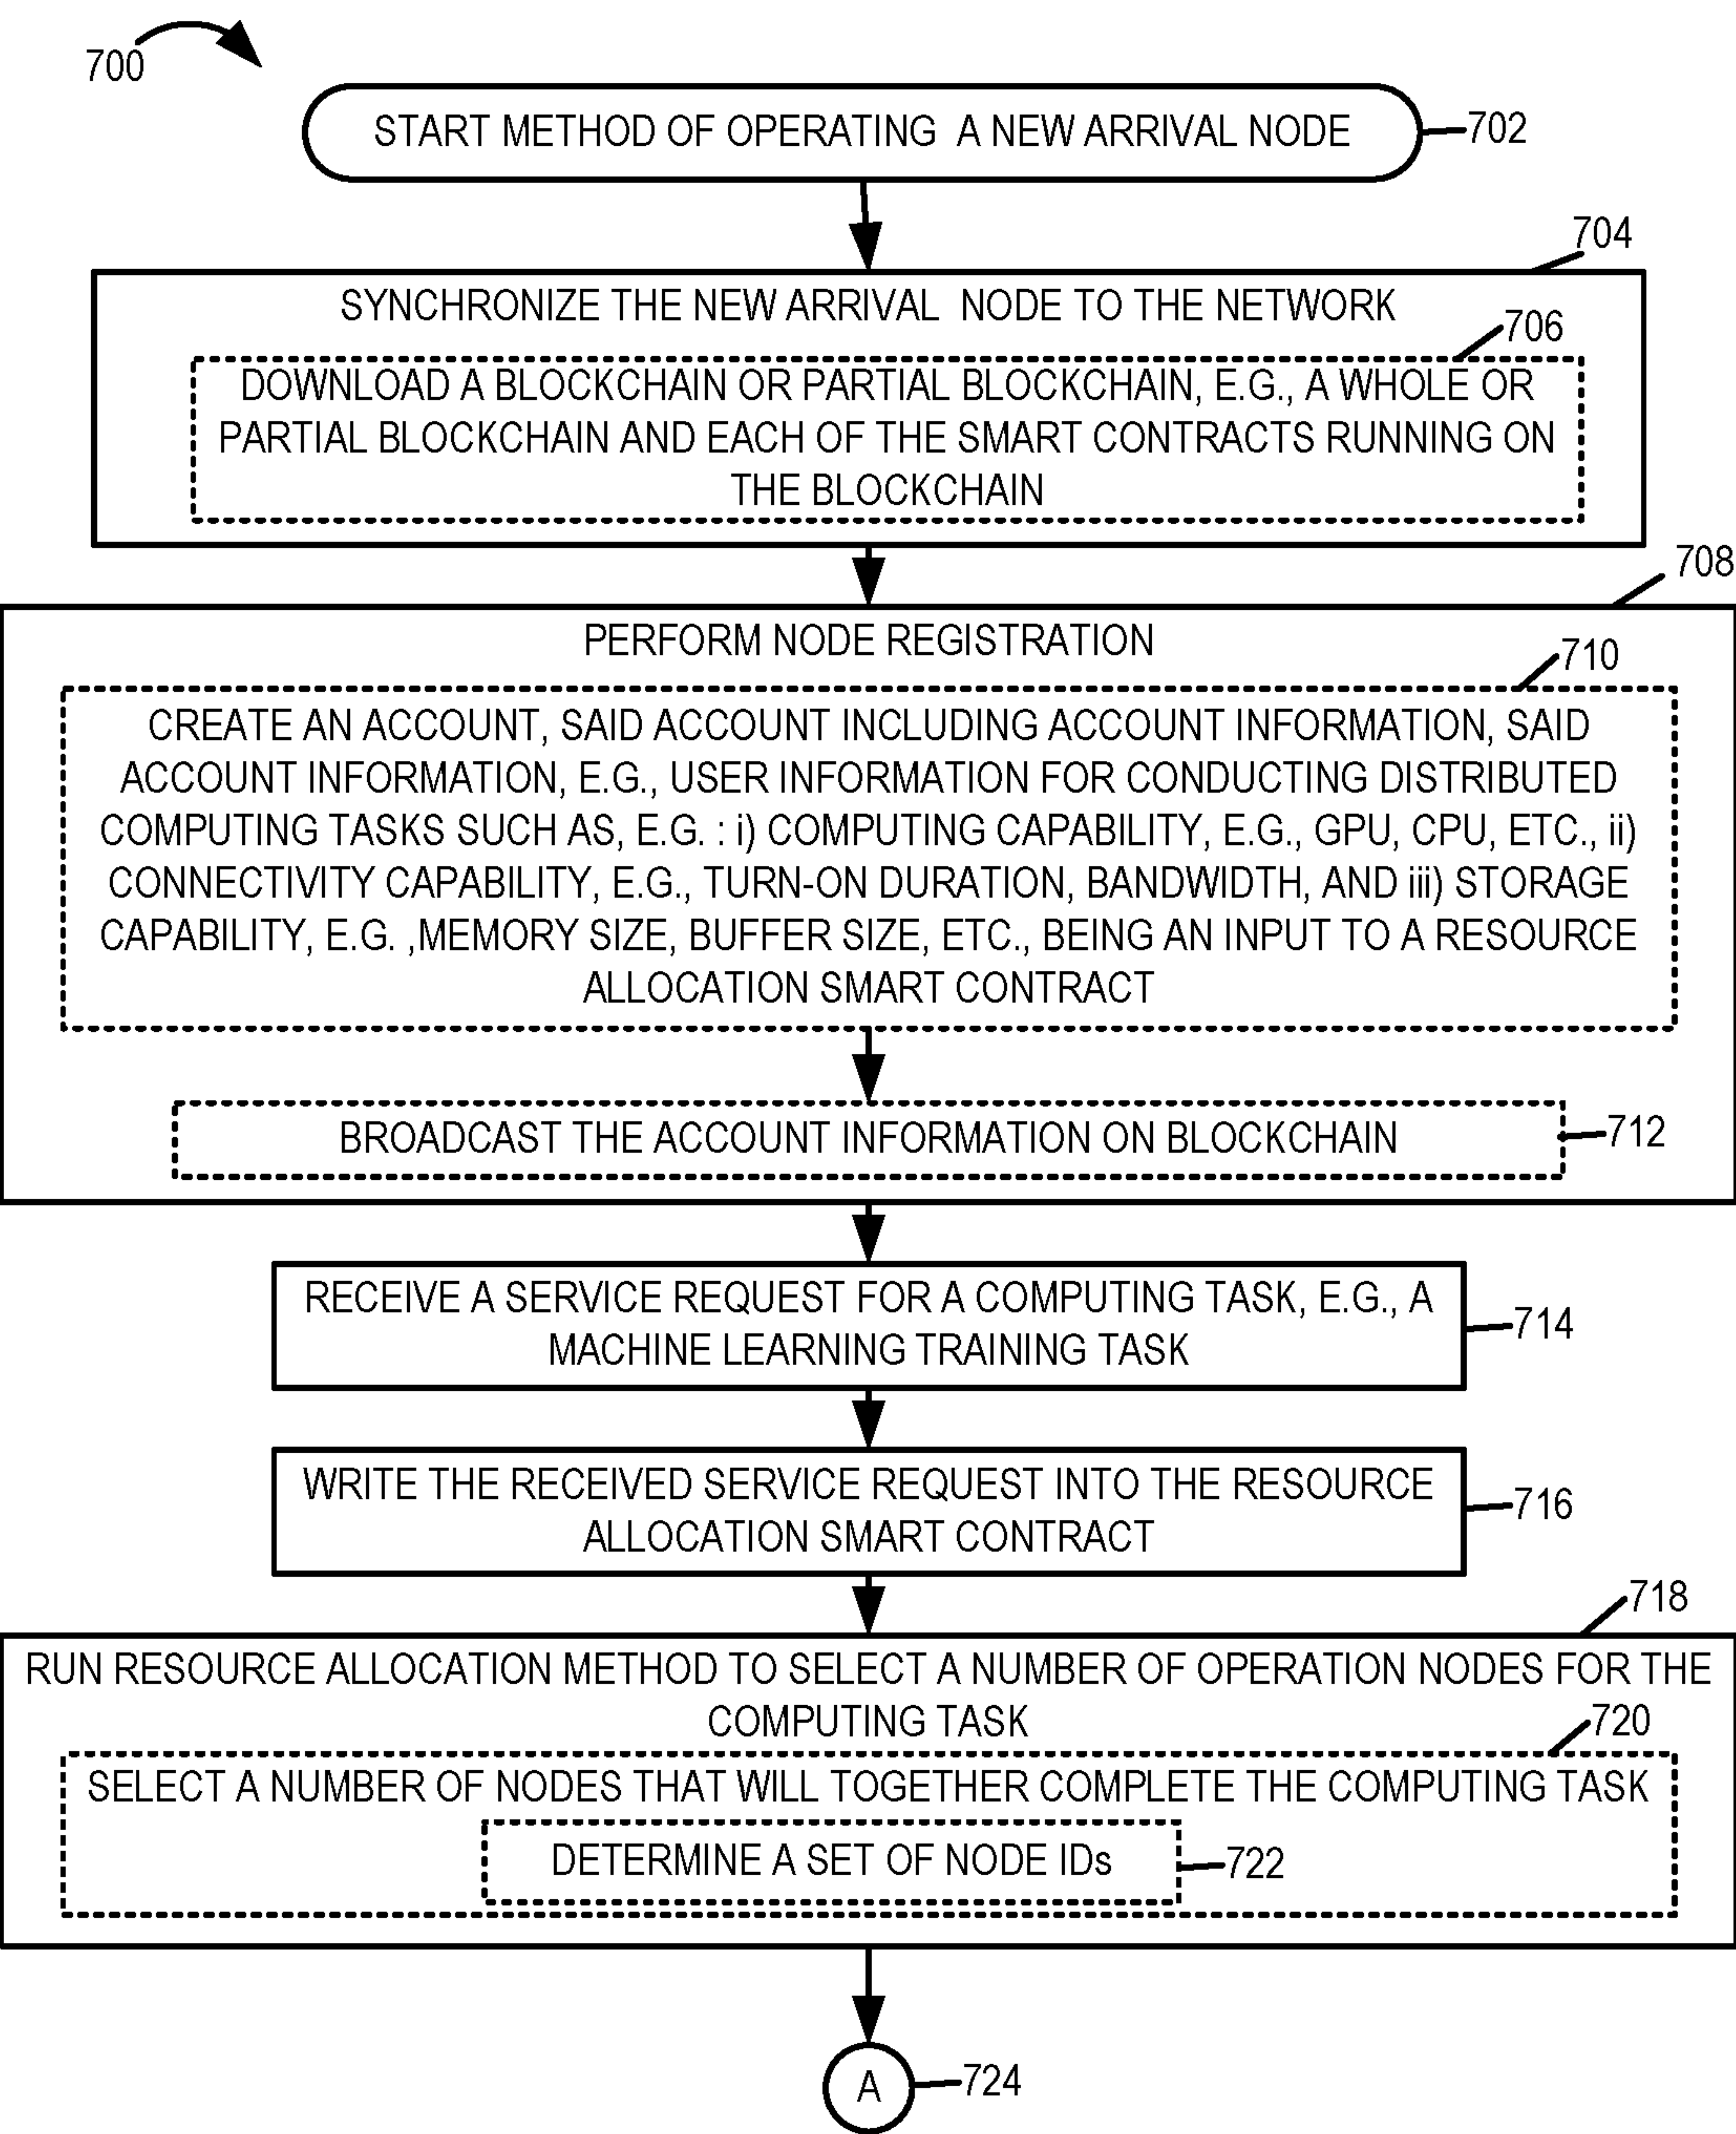 700
START METHOD OF OPERATING A NEW ARRIVAL NODE
702
704
SYNCHRONIZE THE NEW ARRIVAL NODE TO THE NETWORK
706
DOWNLOAD A BLOCKCHAIN OR PARTIAL BLOCKCHAIN, E.G., A WHOLE OR
PARTIAL BLOCKCHAIN AND EACH OF THE SMART CONTRACTS RUNNING ON
THE BLOCKCHAIN
708
PERFORM NODE REGISTRATION
710
CREATE AN ACCOUNT, SAID ACCOUNT INCLUDING ACCOUNT INFORMATION, SAID
ACCOUNT INFORMATION, E.G., USER INFORMATION FOR CONDUCTING DISTRIBUTED
COMPUTING TASKS SUCH AS, E.G. : i) COMPUTING CAPABILITY, E.G., GPU, CPU, ETC., ii)
CONNECTIVITY CAPABILITY, E.G., TURN-ON DURATION, BANDWIDTH, AND iii) STORAGE
CAPABILITY, E.G. ,MEMORY SIZE, BUFFER SIZE, ETC., BEING AN INPUT TO A RESOURCE
ALLOCATION SMART CONTRACT
BROADCAST THE ACCOUNT INFORMATION ON BLOCKCHAIN
712
RECEIVE A SERVICE REQUEST FOR A COMPUTING TASK, E.G., A
MACHINE LEARNING TRAINING TASK
714
WRITE THE RECEIVED SERVICE REQUEST INTO THE RESOURCE
ALLOCATION SMART CONTRACT
716
718
RUN RESOURCE ALLOCATION METHOD TO SELECT A NUMBER OF OPERATION NODES FOR THE
COMPUTING TASK
720
SELECT A NUMBER OF NODES THAT WILL TOGETHER COMPLETE THE COMPUTING TASK
DETERMINE A SET OF NODE IDs
722
A
724